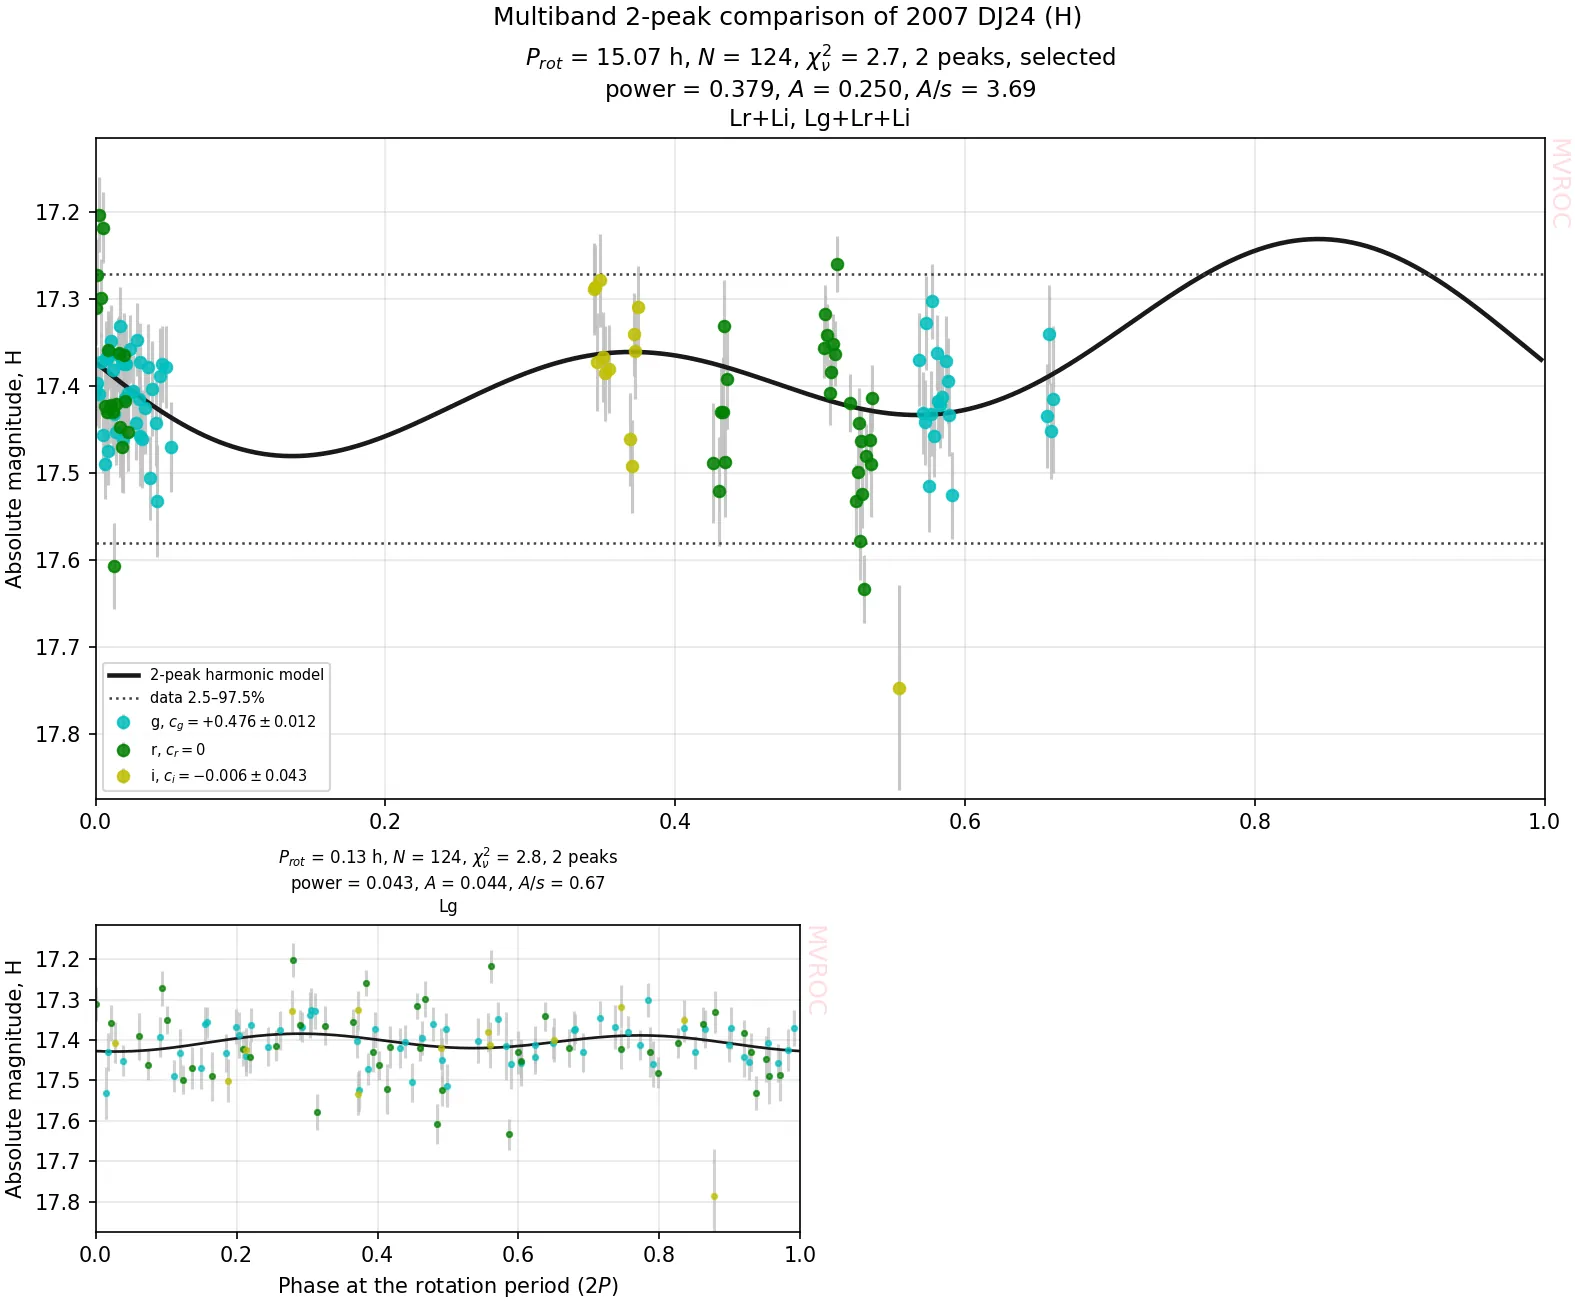 Multiband 2-peak comparison of 2007 DJ24 (H)
P_rot = 15.07 h, N = 124, χ²_ν = 2.7, 2 peaks, selected
power = 0.379, A = 0.250, A/s = 3.69
Lr+Li, Lg+Lr+Li
MVROC
Absolute magnitude, H
17.2
17.3
17.4
17.5
17.6
17.7
17.8
2-peak harmonic model
data 2.5–97.5%
g, c_g = +0.476 ± 0.012
r, c_r = 0
i, c_i = −0.006 ± 0.043
0.0 0.2 0.4 0.6 0.8 1.0
P_rot = 0.13 h, N = 124, χ²_ν = 2.8, 2 peaks
power = 0.043, A = 0.044, A/s = 0.67
Lg
MVROC
Absolute magnitude, H
17.2
17.3
17.4
17.5
17.6
17.7
17.8
0.0 0.2 0.4 0.6 0.8 1.0
Phase at the rotation period (2P)